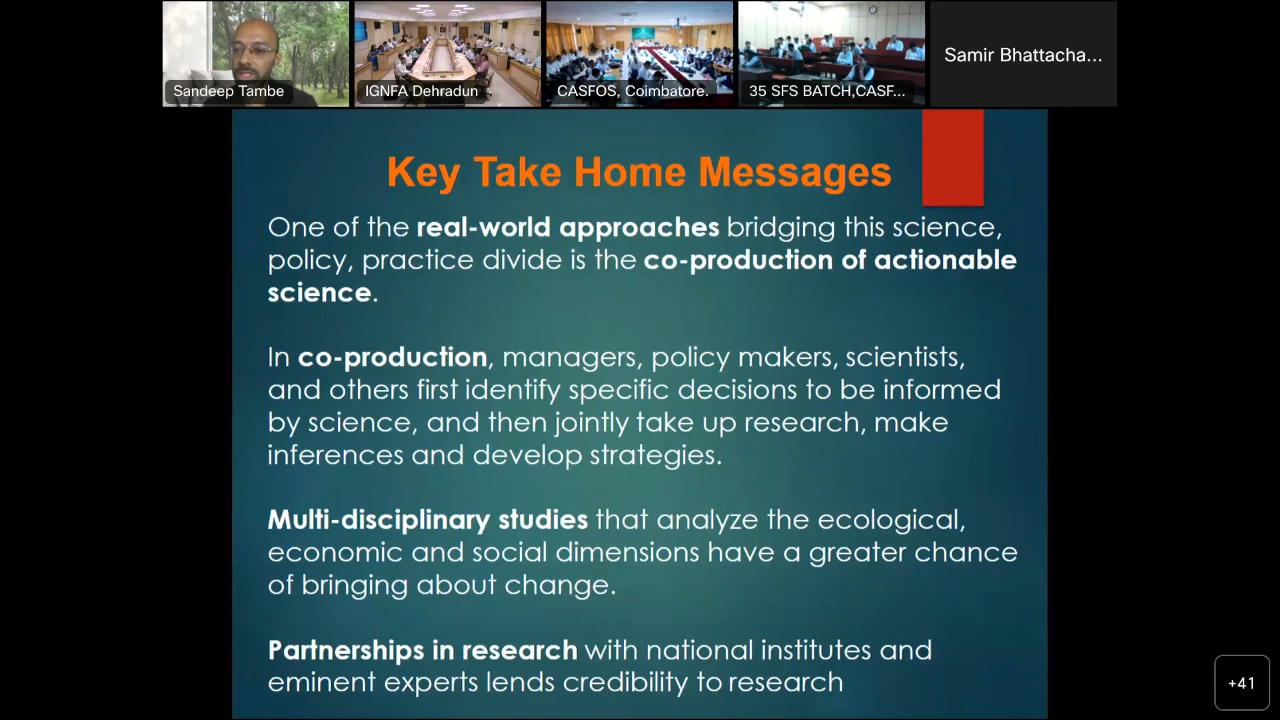 Sandeep Tambe
IGNFA Dehradun
CASFOS, Coimbatore.
35 SFS BATCH,CASF...
Samir Bhattacha...
Key Take Home Messages
One of the real-world approaches bridging this science,
policy, practice divide is the co-production of actionable
science.
In co-production, managers, policy makers, scientists,
and others first identify specific decisions to be informed
by science, and then jointly take up research, make
inferences and develop strategies.
Multi-disciplinary studies that analyze the ecological,
economic and social dimensions have a greater chance
of bringing about change.
Partnerships in research with national institutes and
eminent experts lends credibility to research
+41